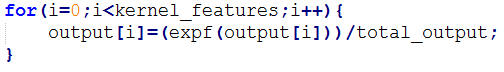 for(i=0;i<kernel_features;i++){
    output[i]=(expf(output[i]))/total_output;
}